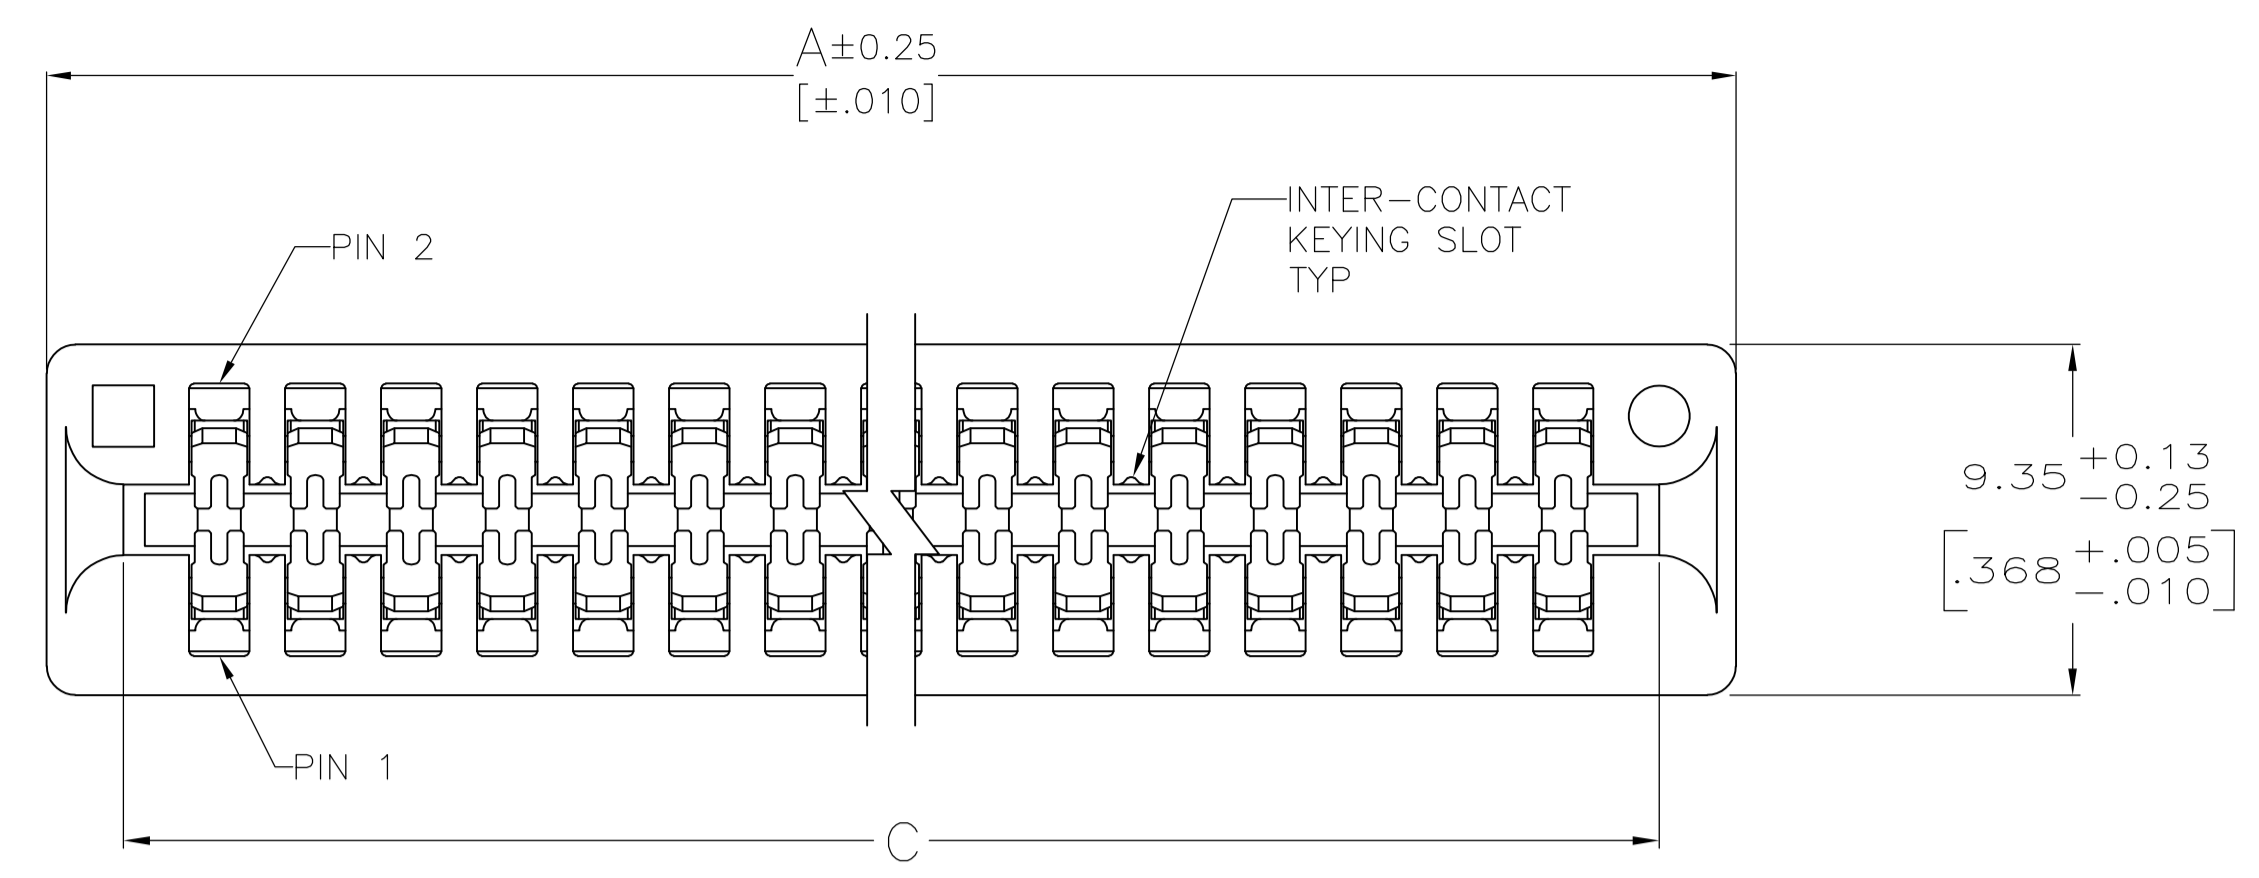 A±0.25
[±.010]
INTER-CONTACT
KEYING SLOT
TYP
PIN 2
9.35 +0.13
-0.25
[.368 +.005
-.010]
PIN 1
C